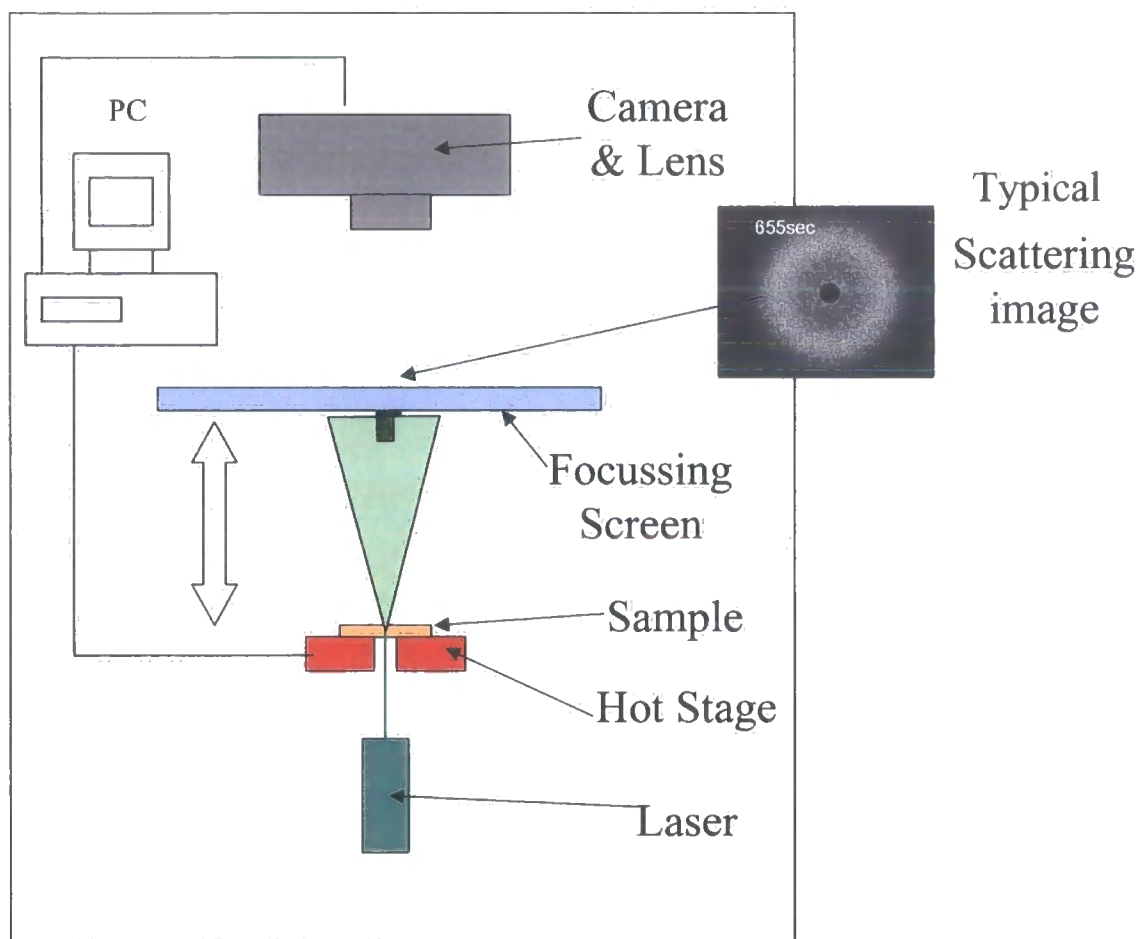 PC
Camera
& Lens
655sec
Typical
Scattering
image
Focussing
Screen
Sample
Hot Stage
Laser